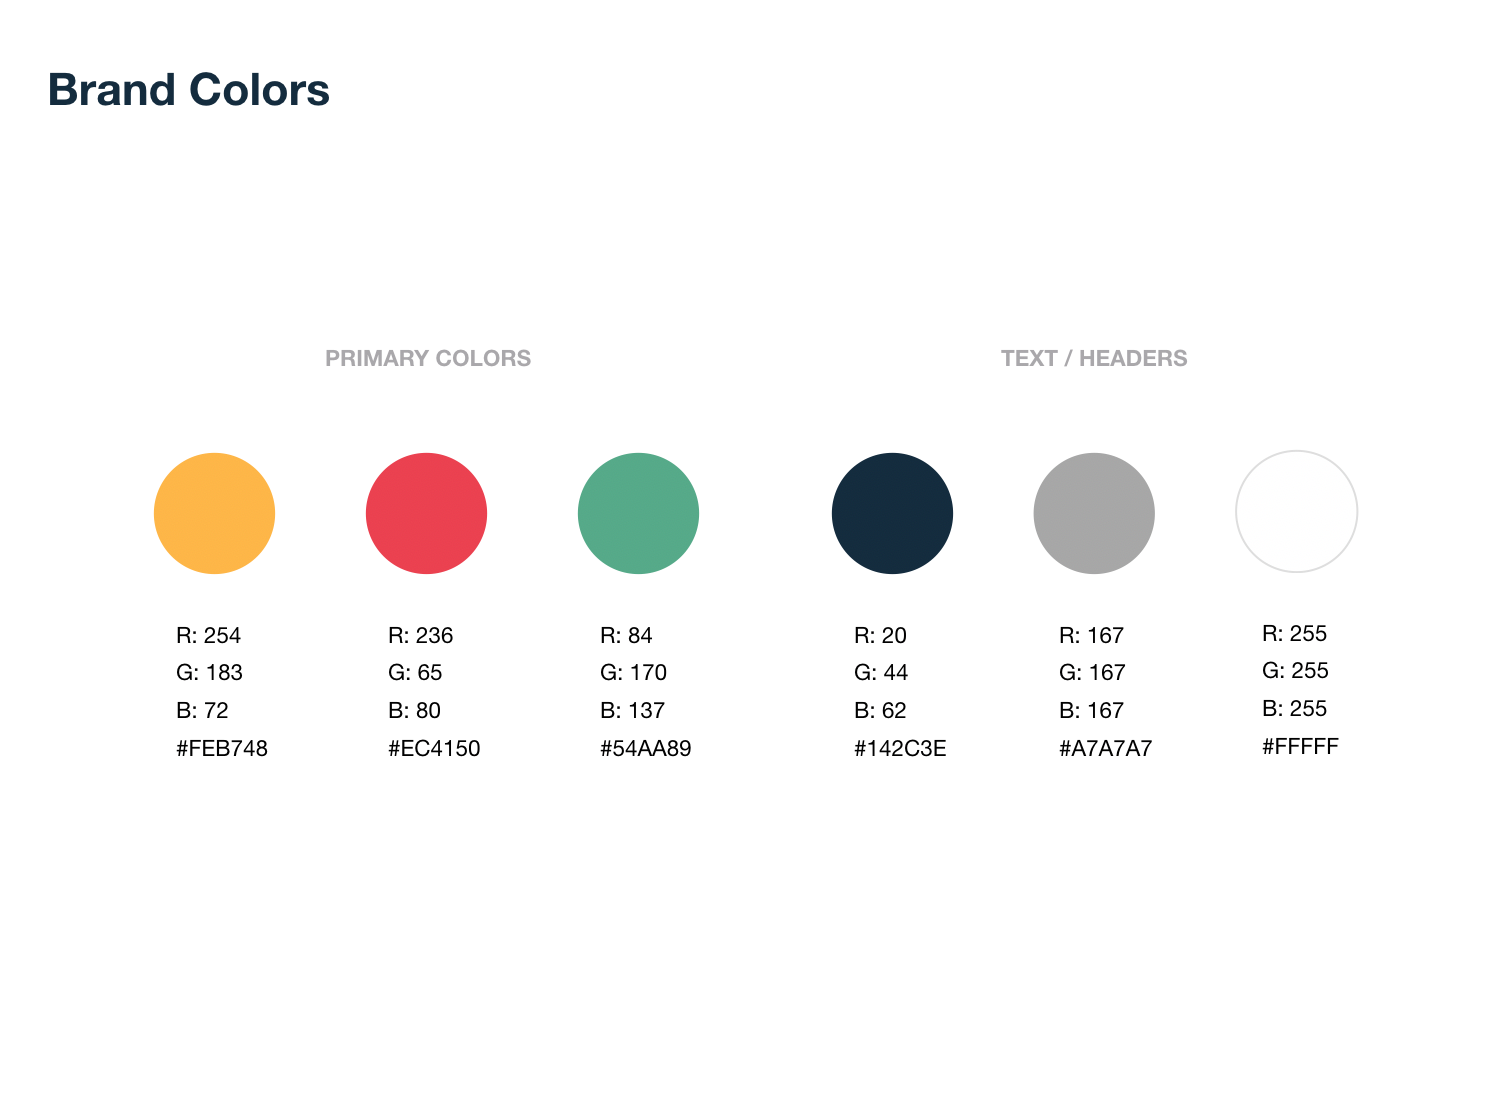 Brand Colors
PRIMARY COLORS
R: 254
G: 183
B: 72
#FEB748
R: 236
G: 65
B: 80
#EC4150
R: 84
G: 170
B: 137
#54AA89
TEXT / HEADERS
R: 20
G: 44
B: 62
#142C3E
R: 167
G: 167
B: 167
#A7A7A7
R: 255
G: 255
B: 255
#FFFFF